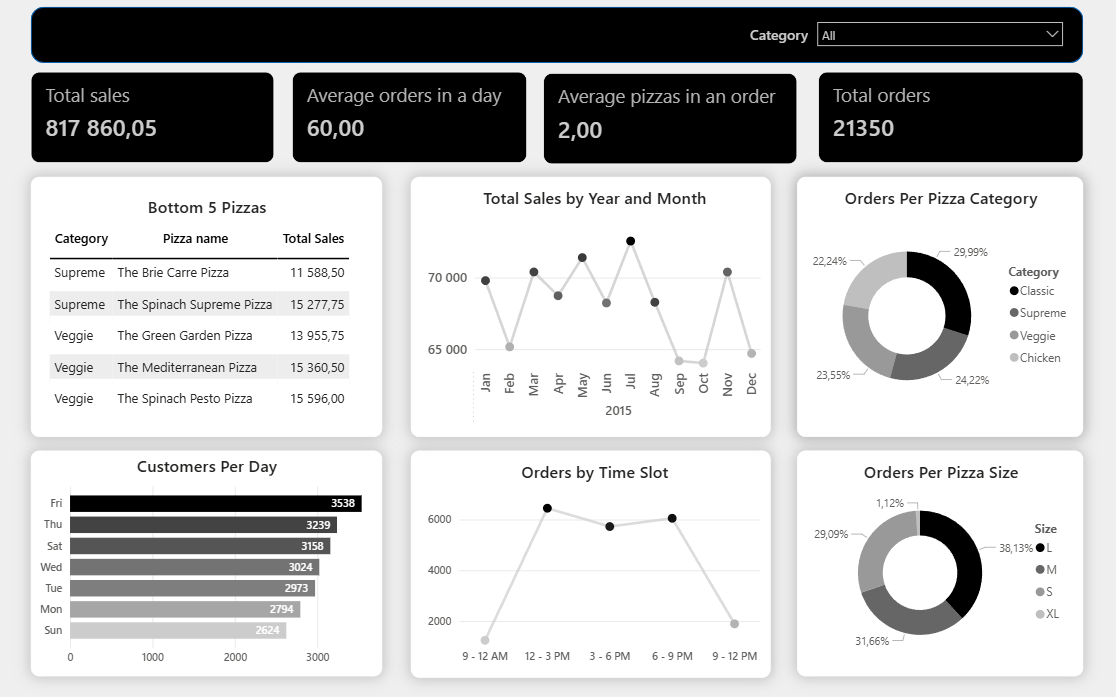 Category All
Total sales
817 860,05
Average orders in a day
60,00
Average pizzas in an order
2,00
Total orders
21350
Bottom 5 Pizzas
Category Pizza name Total Sales
Supreme The Brie Carre Pizza 11 588,50
Supreme The Spinach Supreme Pizza 15 277,75
Veggie The Green Garden Pizza 13 955,75
Veggie The Mediterranean Pizza 15 360,50
Veggie The Spinach Pesto Pizza 15 596,00
Total Sales by Year and Month
70 000
65 000
Jan Feb Mar Apr May Jun Jul Aug Sep Oct Nov Dec
2015
Orders Per Pizza Category
29,99%
22,24%
23,55%
24,22%
Category
Classic
Supreme
Veggie
Chicken
Customers Per Day
Fri 3538
Thu 3239
Sat 3158
Wed 3024
Tue 2973
Mon 2794
Sun 2624
0 1000 2000 3000
Orders by Time Slot
6000
4000
2000
9 - 12 AM 12 - 3 PM 3 - 6 PM 6 - 9 PM 9 - 12 PM
Orders Per Pizza Size
1,12%
29,09%
38,13%
31,66%
Size
L
M
S
XL